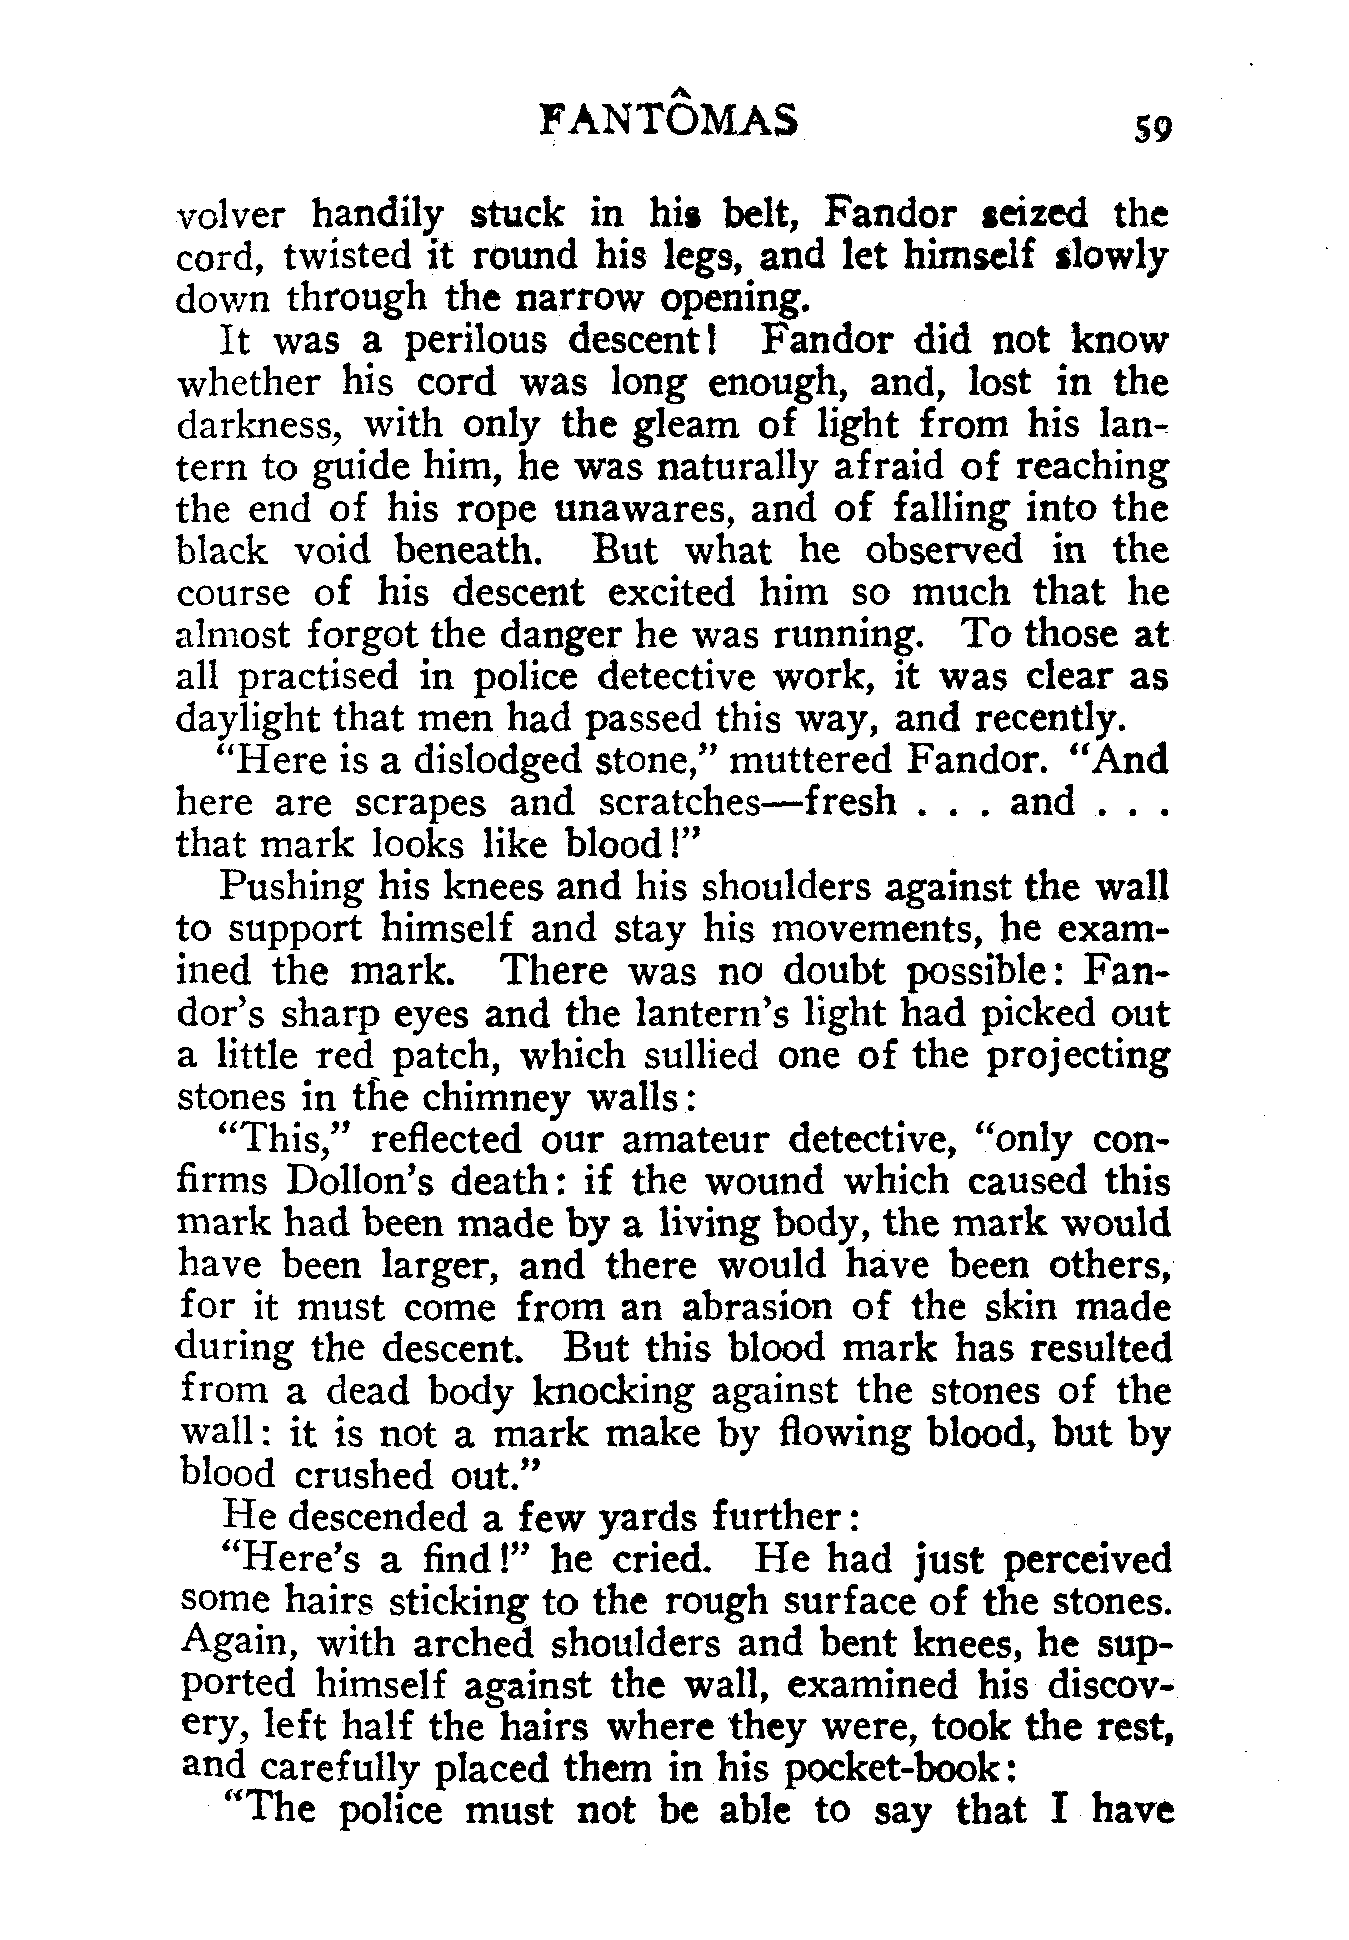 FANTÔMAS 59
volver handily stuck in his belt, Fandor seized the
cord, twisted it round his legs, and let himself slowly
down through the narrow opening.
It was a perilous descent! Fandor did not know
whether his cord was long enough, and, lost in the
darkness, with only the gleam of light from his lan-
tern to guide him, he was naturally afraid of reaching
the end of his rope unawares, and of falling into the
black void beneath. But what he observed in the
course of his descent excited him so much that he
almost forgot the danger he was running. To those at
all practised in police detective work, it was clear as
daylight that men had passed this way, and recently.
"Here is a dislodged stone," muttered Fandor. "And
here are scrapes and scratches—fresh . . . and . . .
that mark looks like blood!"
Pushing his knees and his shoulders against the wall
to support himself and stay his movements, he exam-
ined the mark. There was no doubt possible: Fan-
dor's sharp eyes and the lantern's light had picked out
a little red patch, which sullied one of the projecting
stones in the chimney walls:
"This," reflected our amateur detective, "only con-
firms Dollon's death: if the wound which caused this
mark had been made by a living body, the mark would
have been larger, and there would have been others,
for it must come from an abrasion of the skin made
during the descent. But this blood mark has resulted
from a dead body knocking against the stones of the
wall: it is not a mark make by flowing blood, but by
blood crushed out."
He descended a few yards further:
"Here's a find!" he cried. He had just perceived
some hairs sticking to the rough surface of the stones.
Again, with arched shoulders and bent knees, he sup-
ported himself against the wall, examined his discov-
ery, left half the hairs where they were, took the rest,
and carefully placed them in his pocket-book:
"The police must not be able to say that I have